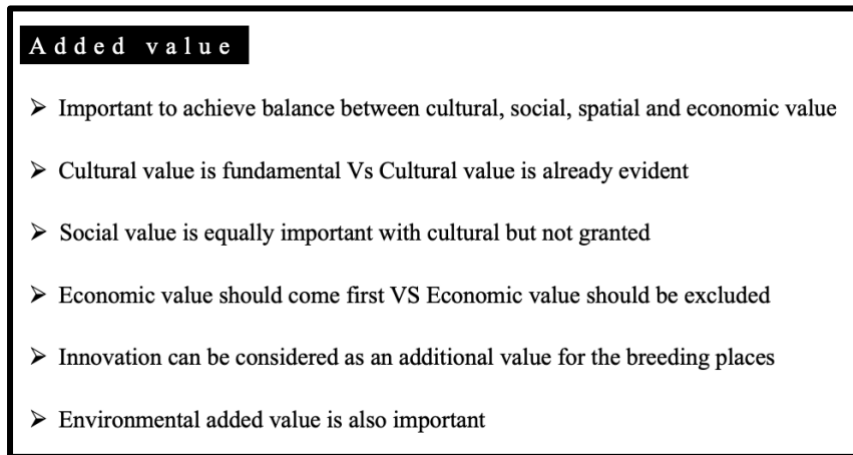 Added value
➢ Important to achieve balance between cultural, social, spatial and economic value
➢ Cultural value is fundamental Vs Cultural value is already evident
➢ Social value is equally important with cultural but not granted
➢ Economic value should come first VS Economic value should be excluded
➢ Innovation can be considered as an additional value for the breeding places
➢ Environmental added value is also important